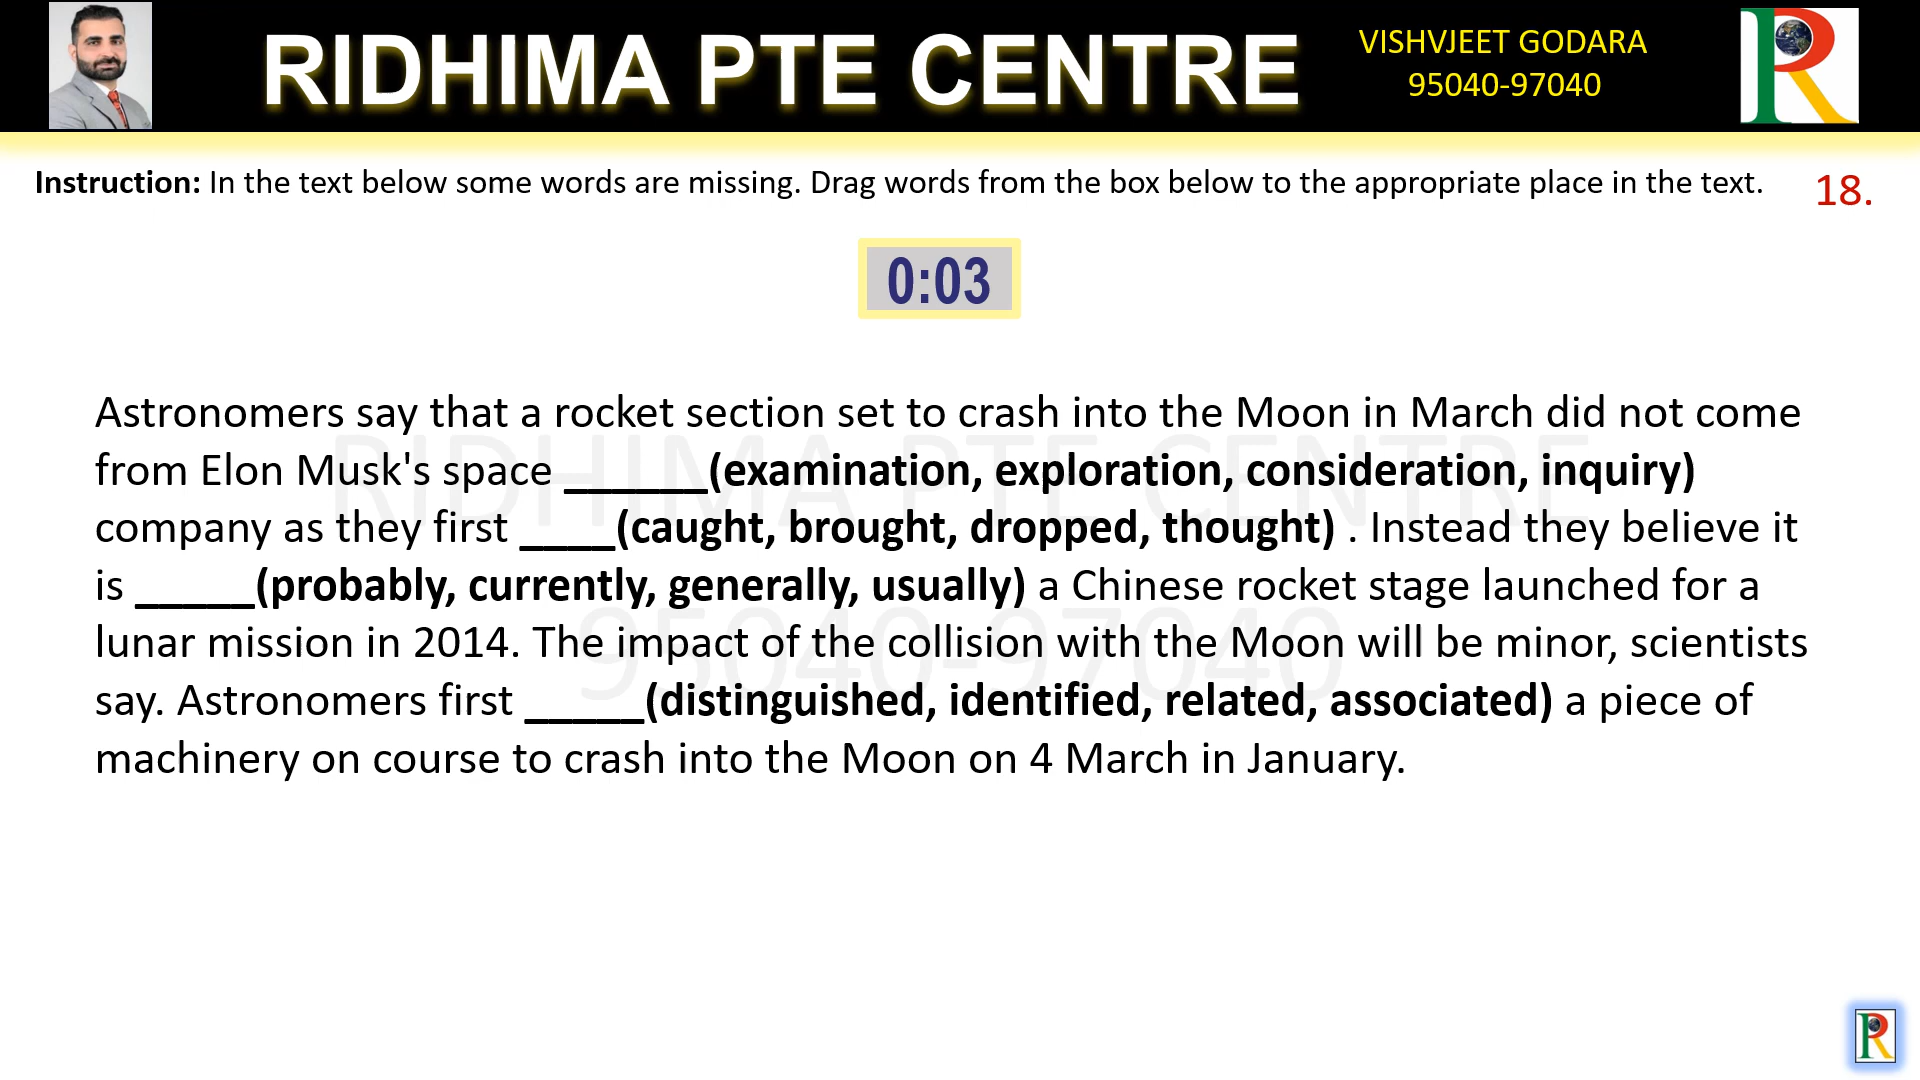 RIDHIMA PTE CENTRE
VISHVJEET GODARA
95040-97040
R
Instruction: In the text below some words are missing. Drag words from the box below to the appropriate place in the text.
18.
0:03
Astronomers say that a rocket section set to crash into the Moon in March did not come
from Elon Musk's space ______(examination, exploration, consideration, inquiry)
company as they first ____(caught, brought, dropped, thought) . Instead they believe it
is _____(probably, currently, generally, usually) a Chinese rocket stage launched for a
lunar mission in 2014. The impact of the collision with the Moon will be minor, scientists
say. Astronomers first _____(distinguished, identified, related, associated) a piece of
machinery on course to crash into the Moon on 4 March in January.
RIDHIMA PTE CENTRE
95040-97040
R